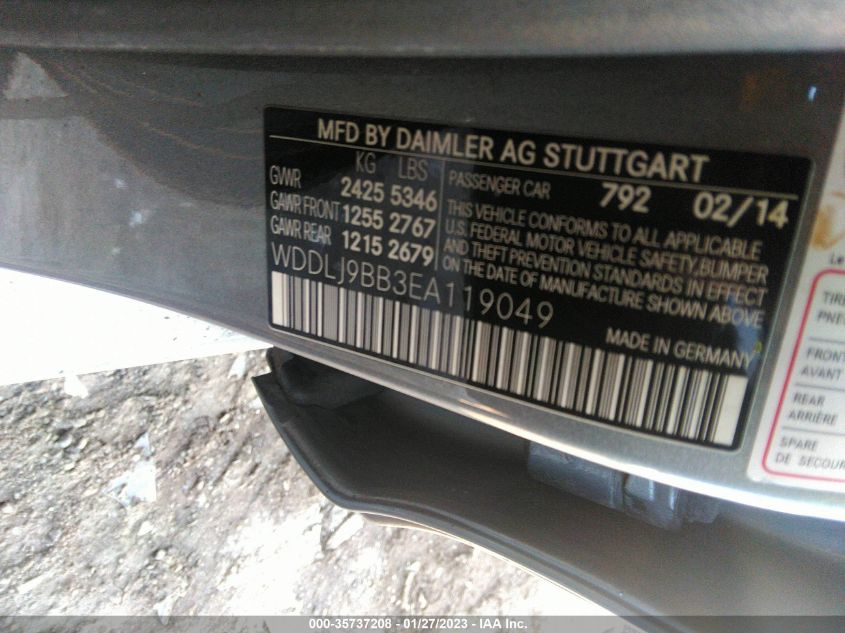 MFD BY DAIMLER AG STUTTGART
KG LBS
GVWR 2425 5346
GAWR FRONT 1255 2767
GAWR REAR 1215 2679
PASSENGER CAR 792 02/14
THIS VEHICLE CONFORMS TO ALL APPLICABLE
U.S. FEDERAL MOTOR VEHICLE SAFETY, BUMPER
AND THEFT PREVENTION STANDARDS IN EFFECT
ON THE DATE OF MANUFACTURE SHOWN ABOVE
WDDLJ9BB3EA119049
MADE IN GERMANY
Le
TIRE
FRONT
AVANT
REAR
ARRIÈRE
SPARE
DE SECOU
000-35737208 - 01/27/2023 - IAA Inc.